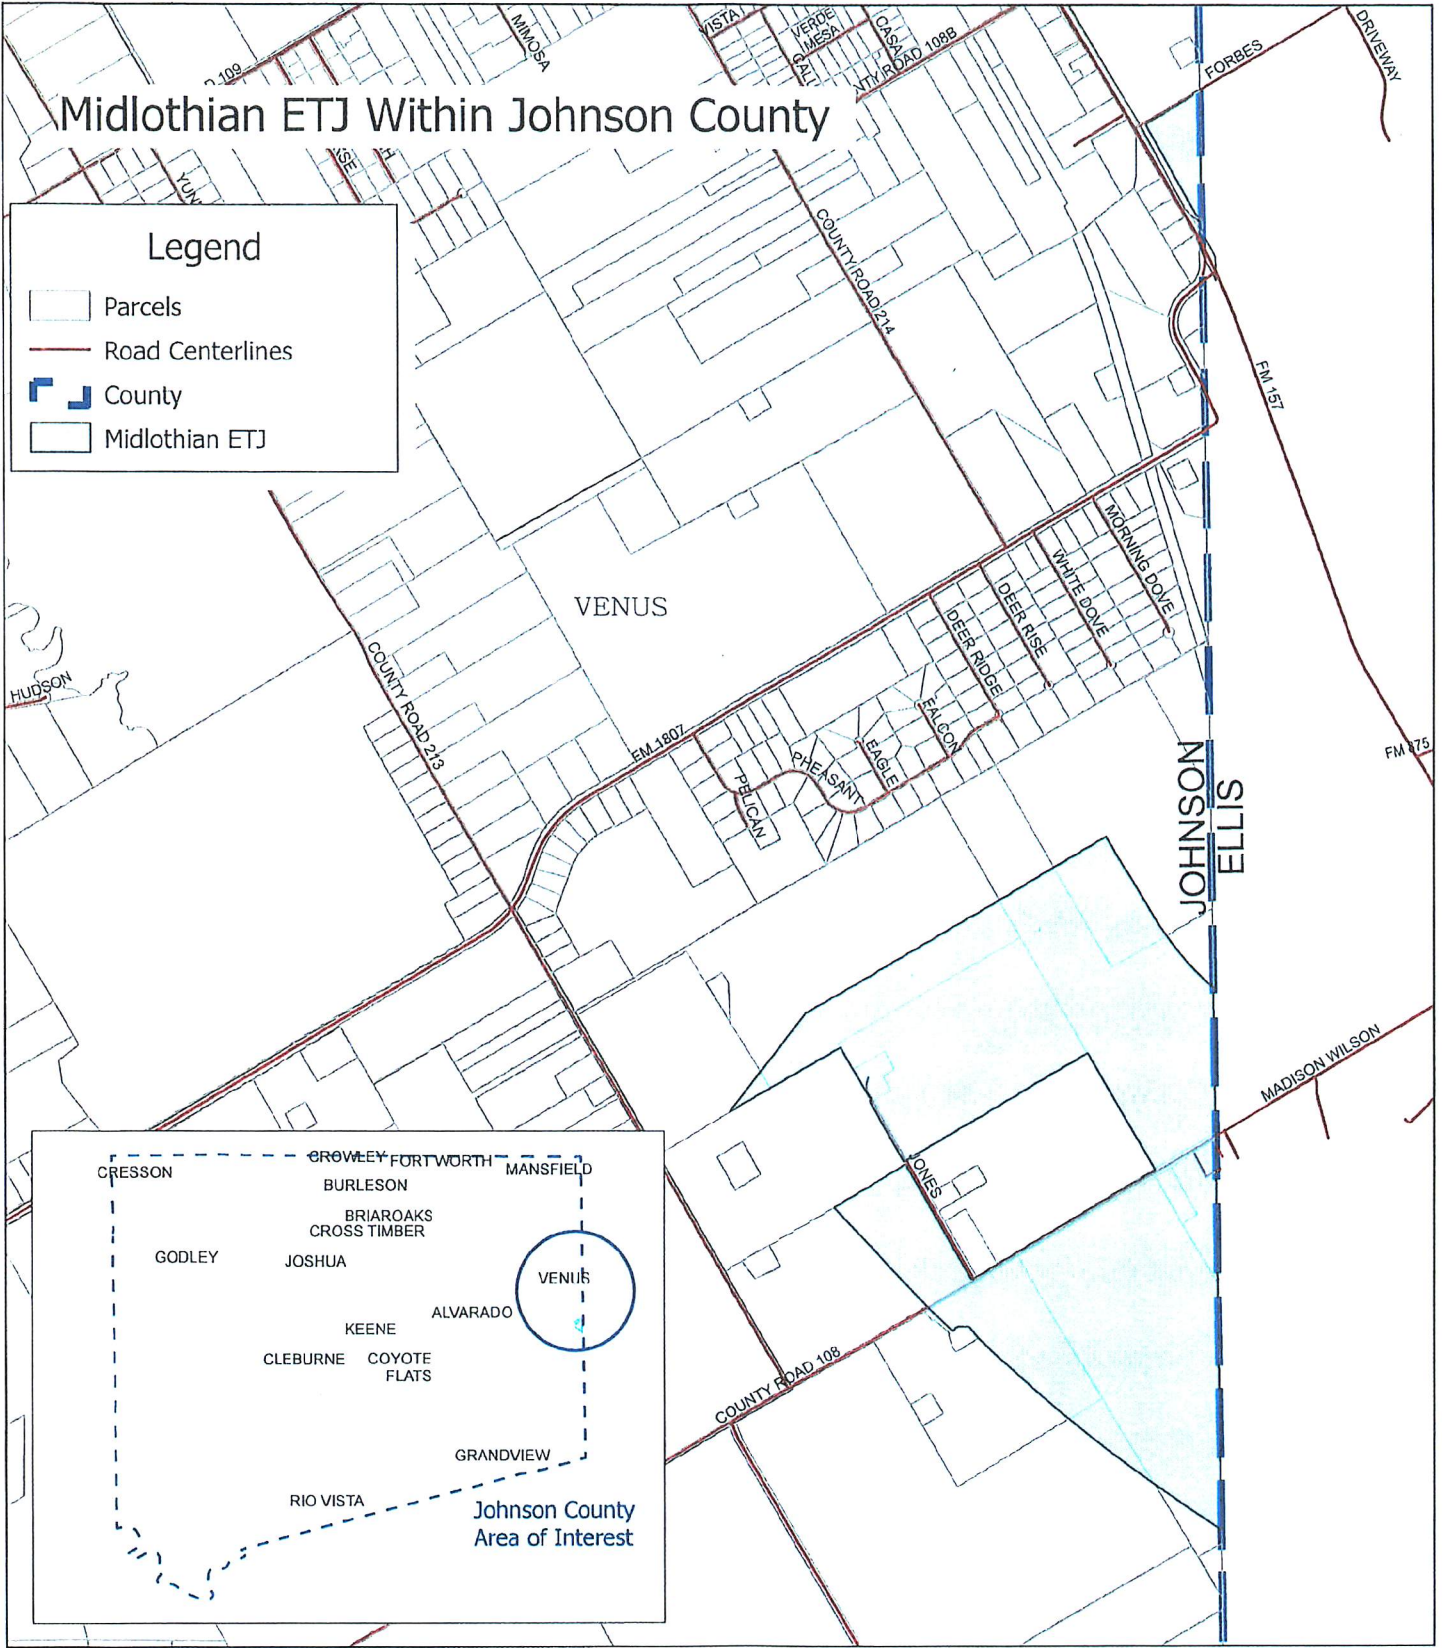 MIMOSA
VISTA
VERDE
MESA
CALI
CASA
COUNTY ROAD 108B
FORBES
DRIVEWAY
D 109
Midlothian ETJ Within Johnson County
COUNTY ROAD 214
Legend
Parcels
Road Centerlines
County
Midlothian ETJ
FM 157
MORNING DOVE
WHITE DOVE
DEER RISE
DEER RIDGE
VENUS
HUDSON
COUNTY ROAD 213
FM 1807
FALCON
EAGLE
PHEASANT
PELICAN
FM 875
JOHNSON
ELLIS
MADISON WILSON
JONES
COUNTY ROAD 108
CRESSON
CROWLEY
FORT WORTH
MANSFIELD
BURLESON
BRIAROAKS
CROSS TIMBER
GODLEY
JOSHUA
VENUS
ALVARADO
KEENE
CLEBURNE
COYOTE
FLATS
GRANDVIEW
RIO VISTA
Johnson County
Area of Interest